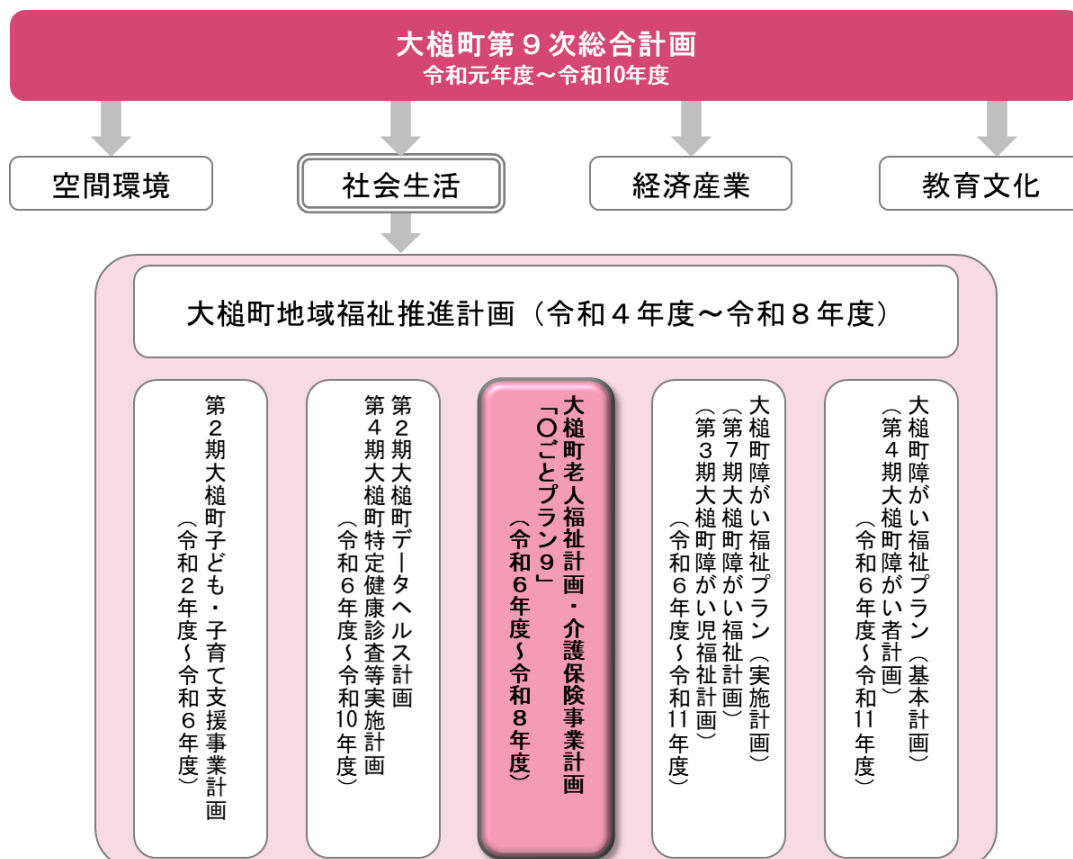 大槌町第９次総合計画
令和元年度～令和10年度
空間環境
社会生活
経済産業
教育文化
大槌町地域福祉推進計画（令和４年度～令和８年度）
大槌町障がい福祉プラン（基本計画）
（第４期大槌町障がい者計画）
（令和６年度～令和11年度）
大槌町障がい福祉プラン（実施計画）
（第７期大槌町障がい福祉計画）
（第３期大槌町障がい児福祉計画）
（令和６年度～令和11年度）
大槌町老人福祉計画・介護保険事業計画
「〇ごとプラン９」
（令和６年度～令和８年度）
第２期大槌町データヘルス計画
第４期大槌町特定健康診査等実施計画
（令和６年度～令和10年度）
第２期大槌町子ども・子育て支援事業計画
（令和２年度～令和６年度）